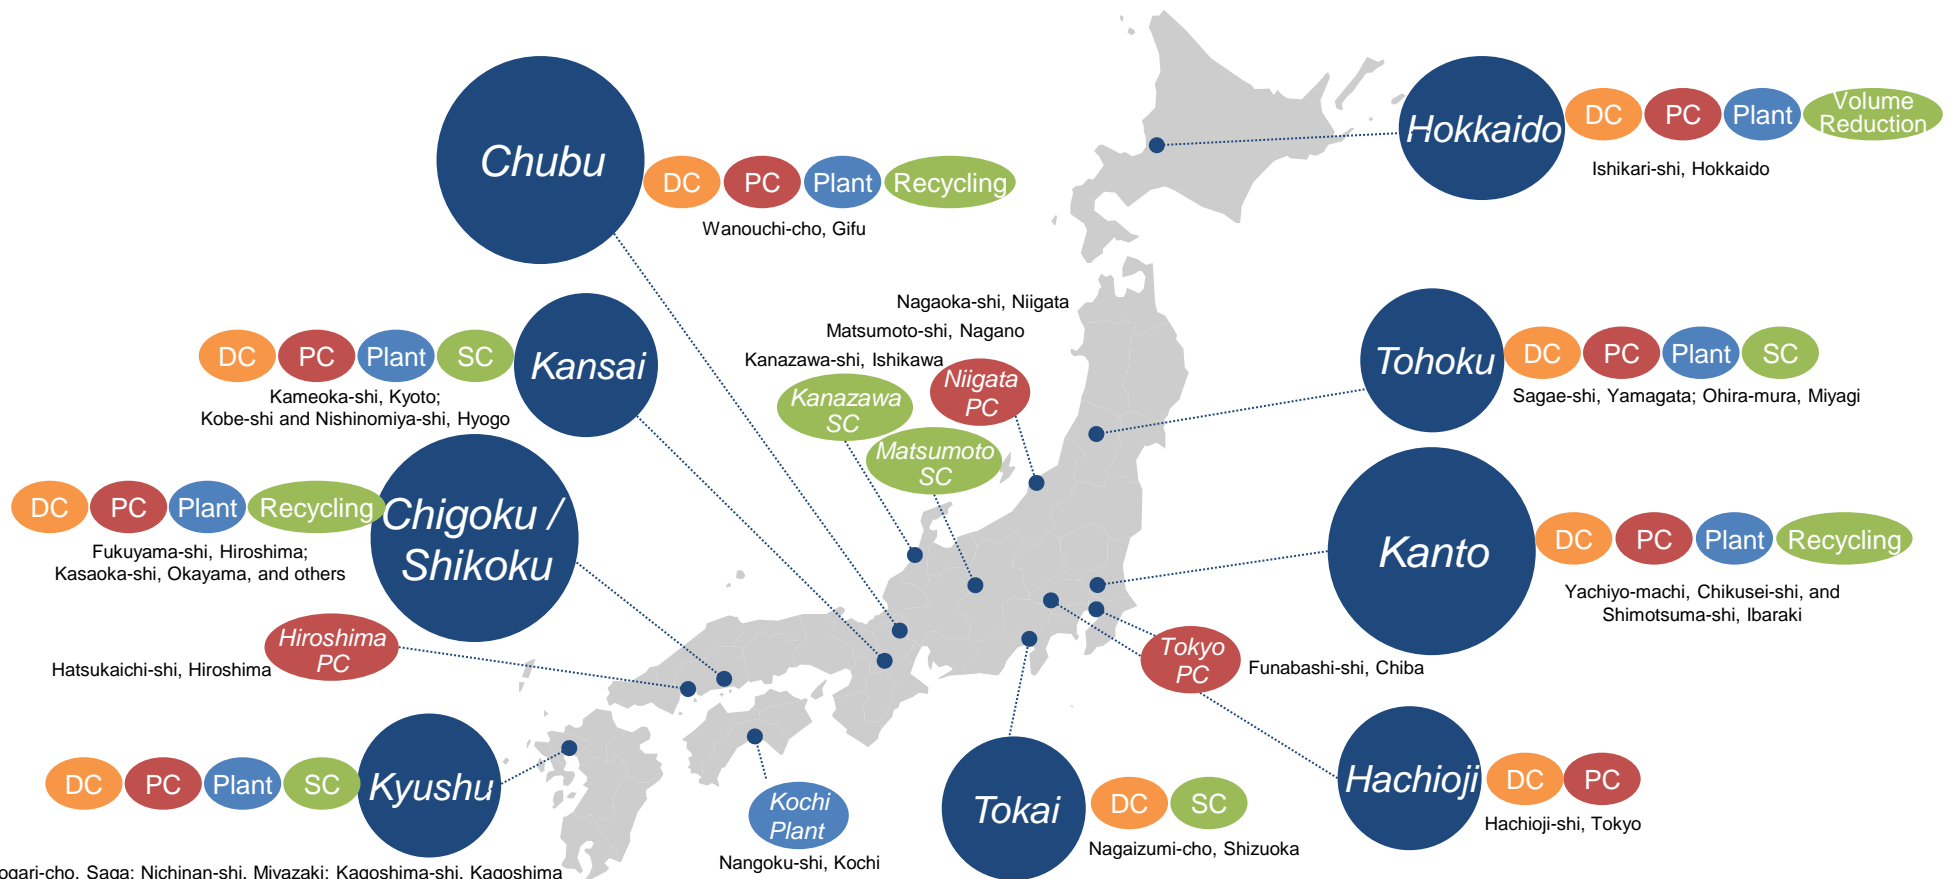 Chubu
DC PC Plant Recycling
Wanouchi-cho, Gifu
Hokkaido
DC PC Plant Volume
Reduction
Ishikari-shi, Hokkaido
Kansai
DC PC Plant SC
Kameoka-shi, Kyoto;
Kobe-shi and Nishinomiya-shi, Hyogo
Nagaoka-shi, Niigata
Matsumoto-shi, Nagano
Kanazawa-shi, Ishikawa
Niigata
PC
Kanazawa
SC
Matsumoto
SC
Tohoku
DC PC Plant SC
Sagae-shi, Yamagata; Ohira-mura, Miyagi
Chigoku /
Shikoku
DC PC Plant Recycling
Fukuyama-shi, Hiroshima;
Kasaoka-shi, Okayama, and others
Kanto
DC PC Plant Recycling
Yachiyo-machi, Chikusei-shi, and
Shimotsuma-shi, Ibaraki
Hiroshima
PC
Hatsukaichi-shi, Hiroshima
Tokyo
PC
Funabashi-shi, Chiba
Kyushu
DC PC Plant SC
Kochi
Plant
Nangoku-shi, Kochi
Tokai
DC SC
Nagaizumi-cho, Shizuoka
Hachioji
DC PC
Hachioji-shi, Tokyo
Saga; Nichinan-shi, Miyazaki; Kagoshima-shi, Kagoshima